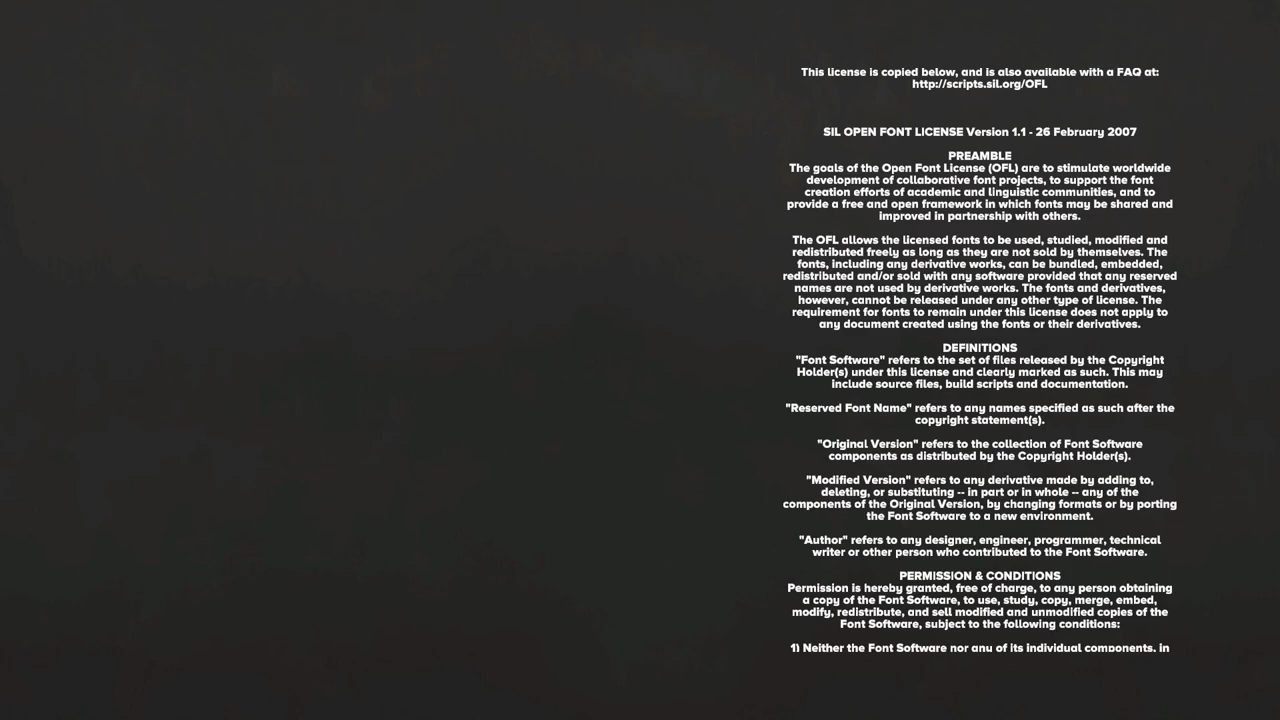 This license is copied below, and is also available with a FAQ at:
http://scripts.sil.org/OFL
SIL OPEN FONT LICENSE Version 1.1 - 26 February 2007
PREAMBLE
The goals of the Open Font License (OFL) are to stimulate worldwide
development of collaborative font projects, to support the font
creation efforts of academic and linguistic communities, and to
provide a free and open framework in which fonts may be shared and
improved in partnership with others.
The OFL allows the licensed fonts to be used, studied, modified and
redistributed freely as long as they are not sold by themselves. The
fonts, including any derivative works, can be bundled, embedded,
redistributed and/or sold with any software provided that any reserved
names are not used by derivative works. The fonts and derivatives,
however, cannot be released under any other type of license. The
requirement for fonts to remain under this license does not apply to
any document created using the fonts or their derivatives.
DEFINITIONS
"Font Software" refers to the set of files released by the Copyright
Holder(s) under this license and clearly marked as such. This may
include source files, build scripts and documentation.
"Reserved Font Name" refers to any names specified as such after the
copyright statement(s).
"Original Version" refers to the collection of Font Software
components as distributed by the Copyright Holder(s).
"Modified Version" refers to any derivative made by adding to,
deleting, or substituting -- in part or in whole -- any of the
components of the Original Version, by changing formats or by porting
the Font Software to a new environment.
"Author" refers to any designer, engineer, programmer, technical
writer or other person who contributed to the Font Software.
PERMISSION & CONDITIONS
Permission is hereby granted, free of charge, to any person obtaining
a copy of the Font Software, to use, study, copy, merge, embed,
modify, redistribute, and sell modified and unmodified copies of the
Font Software, subject to the following conditions:
1) Neither the Font Software nor any of its individual components, in